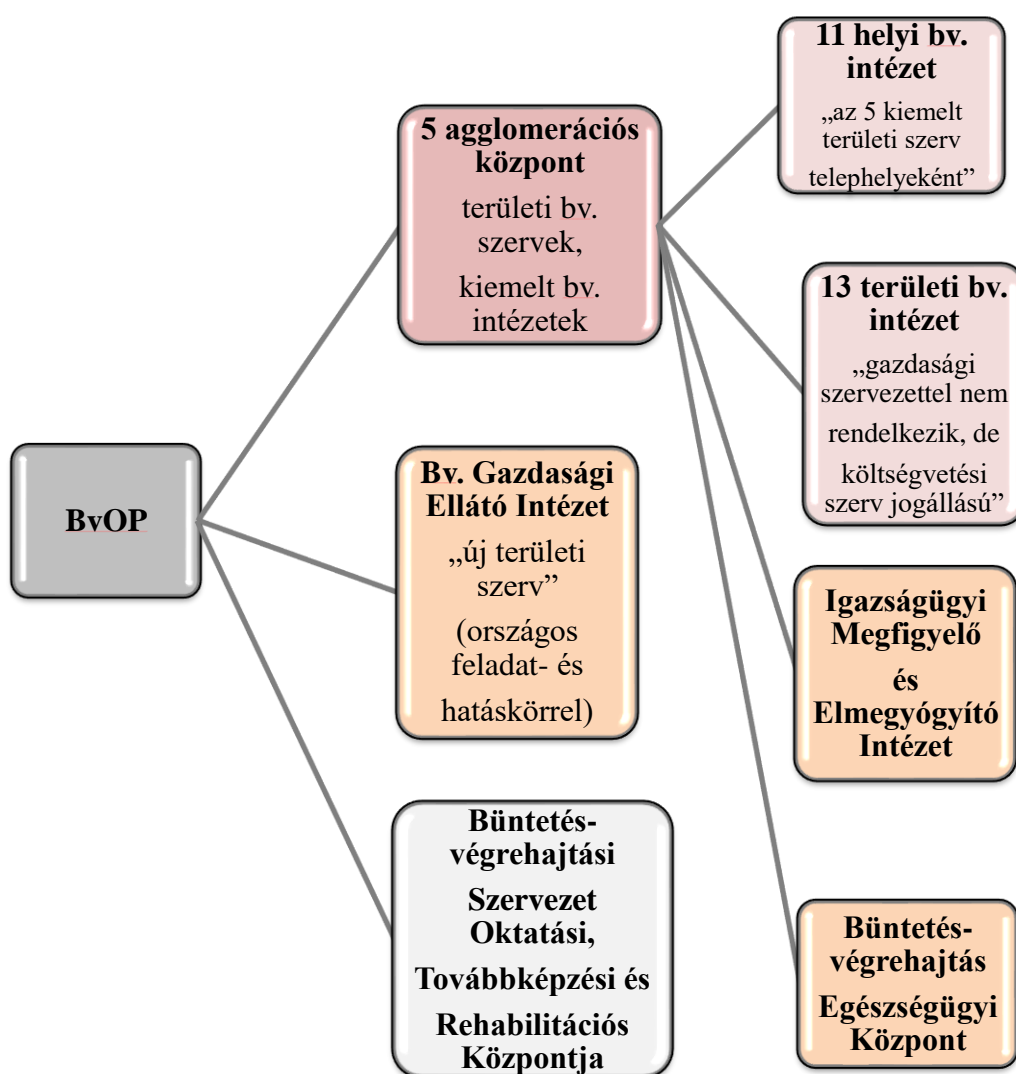 BvOP
5 agglomerációs
központ
területi bv.
szervek,
kiemelt bv.
intézetek
Bv. Gazdasági
Ellátó Intézet
„új területi
szerv”
(országos
feladat- és
hatáskörrel)
Büntetés-
végrehajtási
Szervezet
Oktatási,
Továbbképzési és
Rehabilitációs
Központja
11 helyi bv.
intézet
„az 5 kiemelt
területi szerv
telephelyeként”
13 területi bv.
intézet
„gazdasági
szervezettel nem
rendelkezik, de
költségvetési
szerv jogállású”
Igazságügyi
Megfigyelő
és
Elmegyógyító
Intézet
Büntetés-
végrehajtás
Egészségügyi
Központ